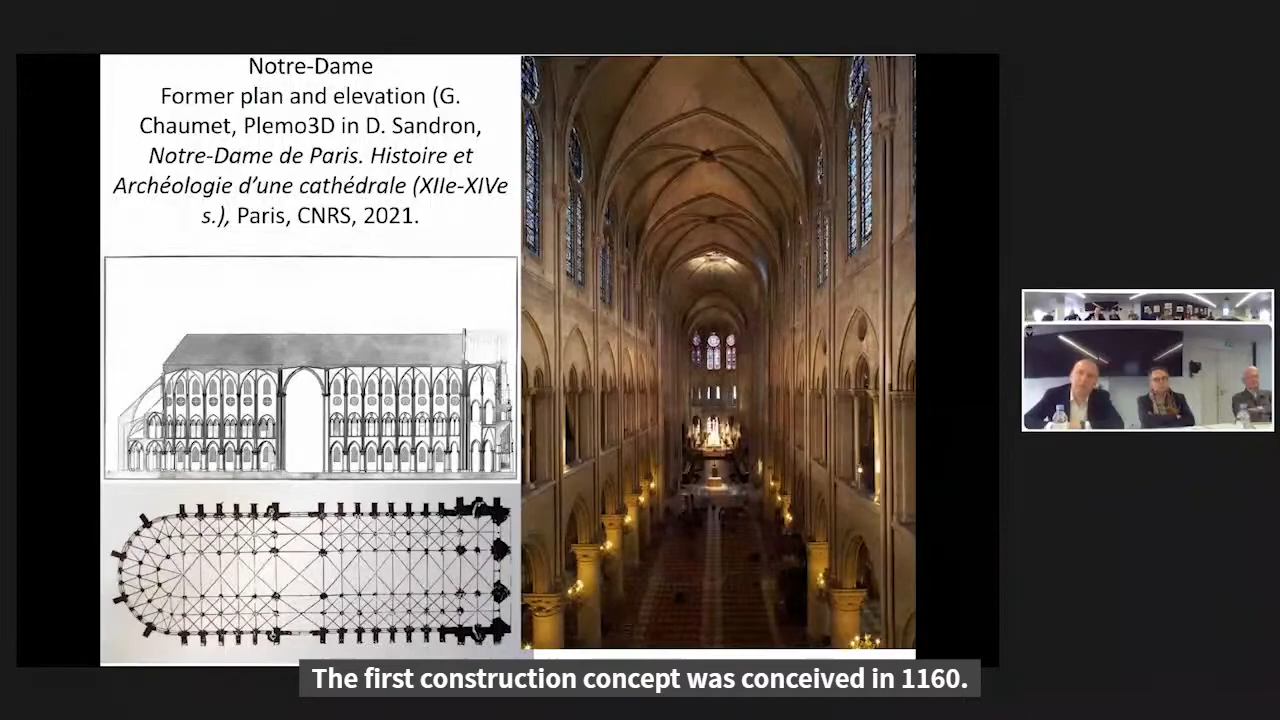 Notre-Dame
Former plan and elevation (G.
Chaumet, Plemo3D in D. Sandron,
Notre-Dame de Paris. Histoire et
Archéologie d’une cathédrale (XIIe-XIVe
s.), Paris, CNRS, 2021.
The first construction concept was conceived in 1160.